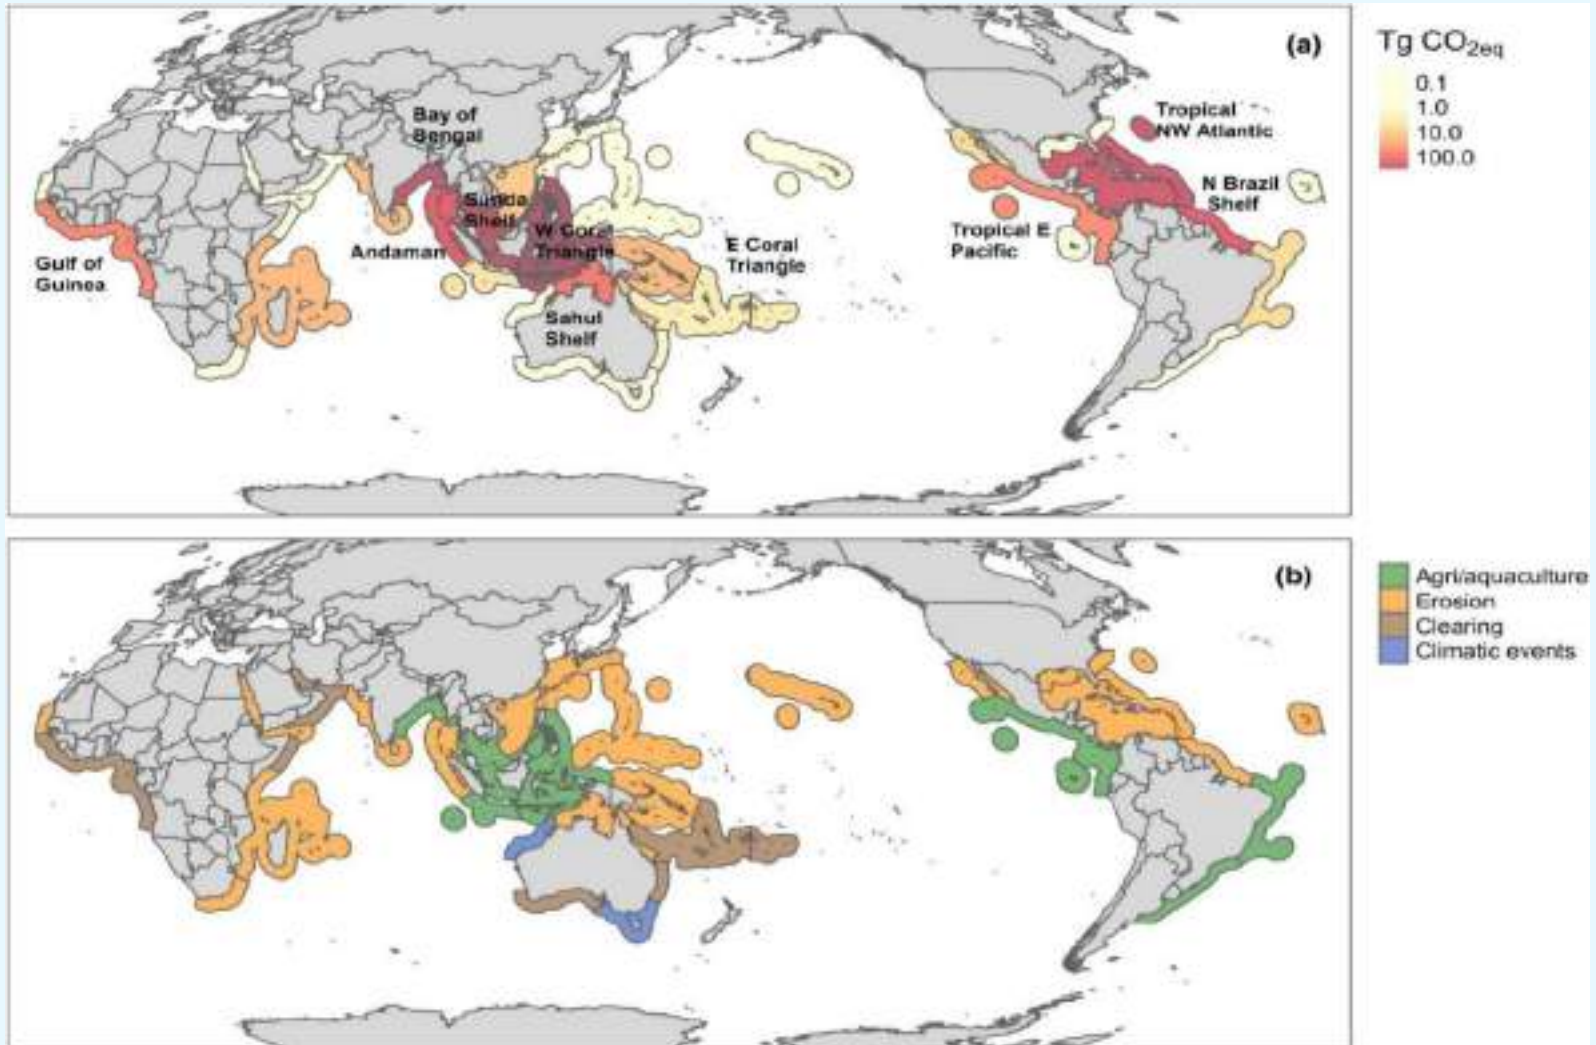 (a)
Tg CO2eq
0.1
1.0
10.0
100.0
Bay of
Bengal
Tropical
NW Atlantic
Sunda
Shelf
N Brazil
Shelf
W Coral
Triangle
Andaman
E Coral
Triangle
Tropical E
Pacific
Gulf of
Guinea
Sahul
Shelf
(b)
Agri/aquaculture
Erosion
Clearing
Climatic events